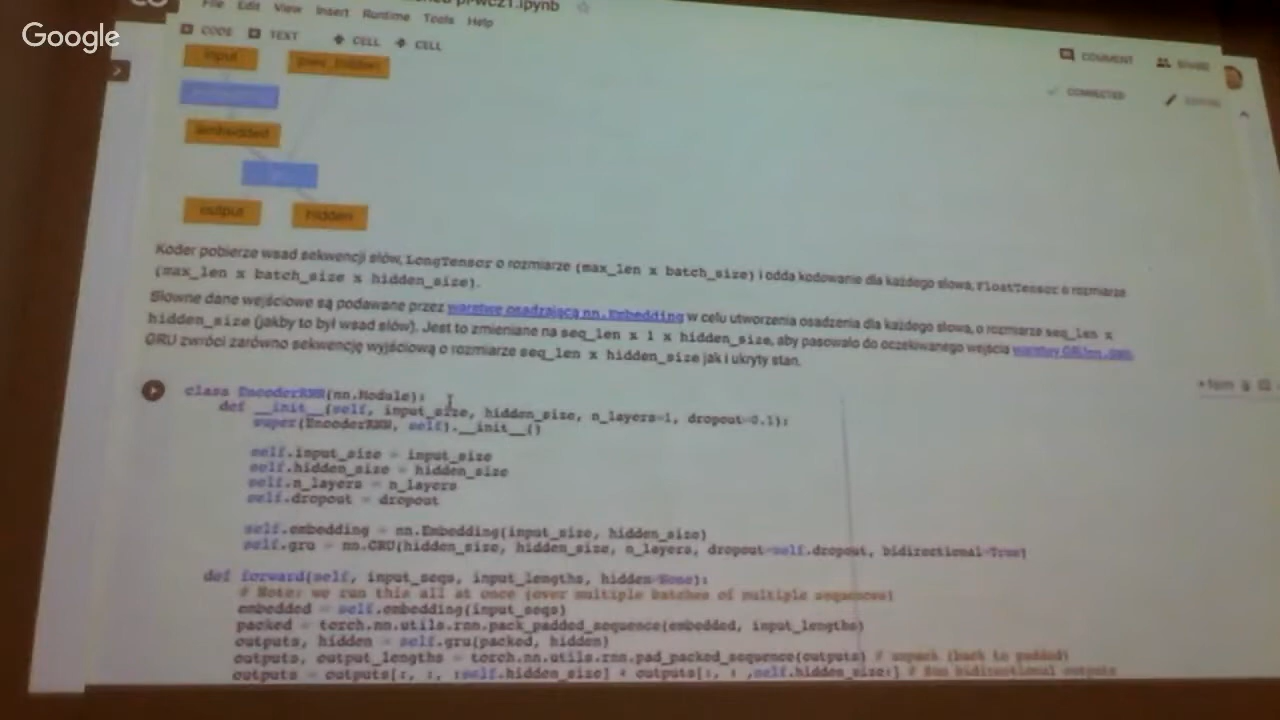 Google
pFwcz1.ipynb
File Edit View Insert Runtime Tools Help
CODE TEXT CELL CELL
COMMENT SHARE
CONNECTED EDITING
input prev_hidden
embedded
output hidden
Koder pobierze wsad sekwencji słów, LongTensor o rozmiarze (max_len x batch_size) i odda kodowanie dla każdego słowa, FloatTensor o rozmiarze
(max_len x batch_size x hidden_size).
Słowne dane wejściowe są podawane przez warstwę osadzającą nn.Embedding w celu utworzenia osadzenia dla każdego słowa, o rozmiarze seq_len x
hidden_size (jakby to był wsad słów). Jest to zmieniane na seq_len x 1 x hidden_size, aby pasowało do oczekiwanego wejścia warstwy GRU
GRU zwróci zarówno sekwencję wyjściową o rozmiarze seq_len x hidden_size jak i ukryty stan.
class EncoderRNN(nn.Module):
def __init__(self, input_size, hidden_size, n_layers=1, dropout=0.1):
super(EncoderRNN, self).__init__()
self.input_size = input_size
self.hidden_size = hidden_size
self.n_layers = n_layers
self.dropout = dropout
self.embedding = nn.Embedding(input_size, hidden_size)
self.gru = nn.GRU(hidden_size, hidden_size, n_layers, dropout=self.dropout, bidirectional=True)
def forward(self, input_seqs, input_lengths, hidden=None):
# Note: we run this all at once (over multiple batches of multiple sequences)
embedded = self.embedding(input_seqs)
packed = torch.nn.utils.rnn.pack_padded_sequence(embedded, input_lengths)
outputs, hidden = self.gru(packed, hidden)
outputs, output_lengths = torch.nn.utils.rnn.pad_packed_sequence(outputs) # unpack (back to padded)
outputs = outputs[:, :, :self.hidden_size] + outputs[:, : ,self.hidden_size:] # Sum bidirectional outputs